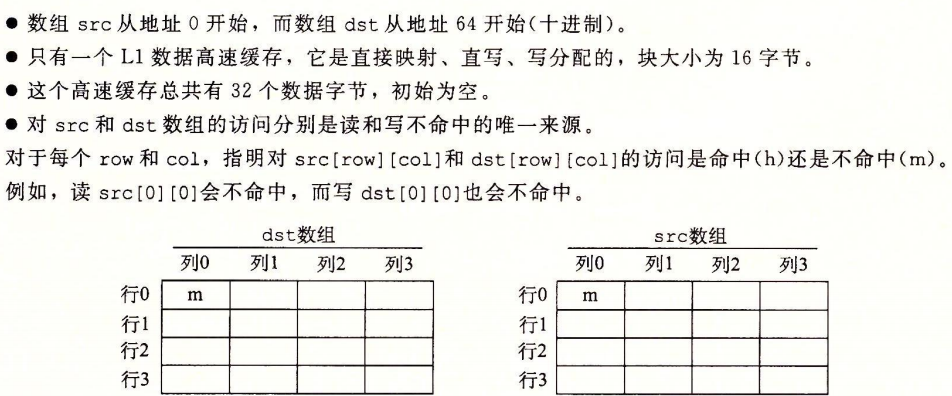 ● 数组 src 从地址 0 开始，而数组 dst 从地址 64 开始(十进制)。
● 只有一个 L1 数据高速缓存，它是直接映射、直写、写分配的，块大小为 16 字节。
● 这个高速缓存总共有 32 个数据字节，初始为空。
● 对 src 和 dst 数组的访问分别是读和写不命中的唯一来源。
对于每个 row 和 col，指明对 src[row][col]和 dst[row][col]的访问是命中(h)还是不命中(m)。
例如，读 src[0][0]会不命中，而写 dst[0][0]也会不命中。
dst数组
列0 列1 列2 列3
行0 m
行1
行2
行3
src数组
列0 列1 列2 列3
行0 m
行1
行2
行3